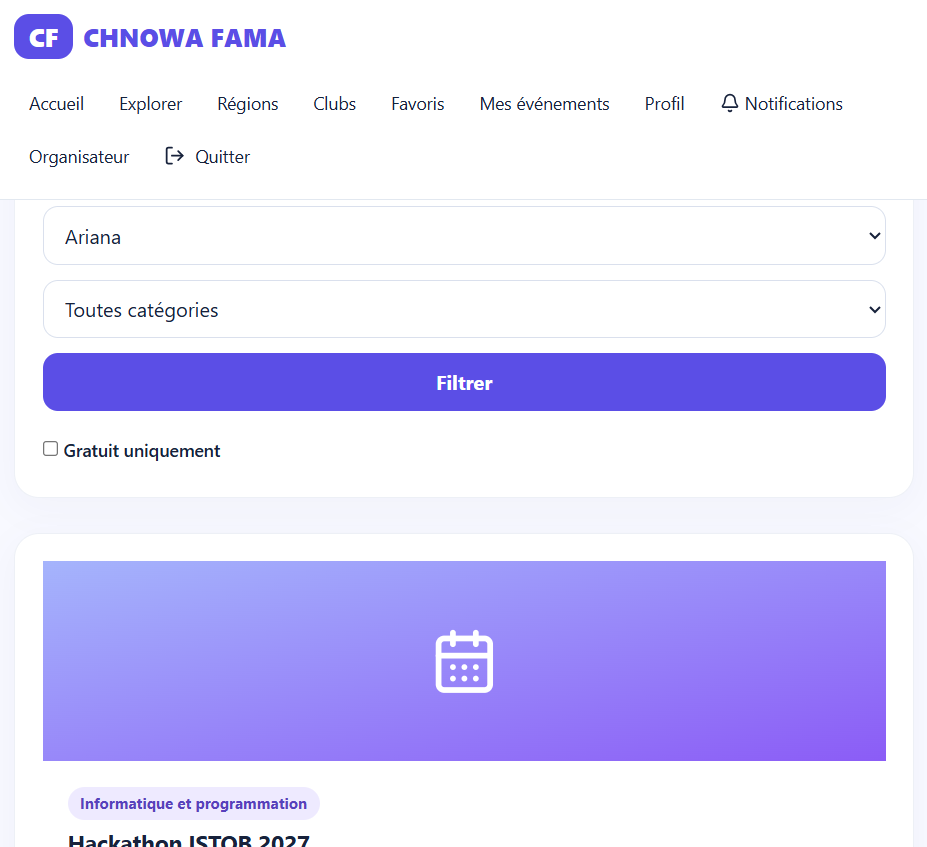 CF CHNOWA FAMA
Accueil Explorer Régions Clubs Favoris Mes événements Profil Notifications
Organisateur Quitter
Ariana
Toutes catégories
Filtrer
Gratuit uniquement
Informatique et programmation
Hackathon ISTOB 2027